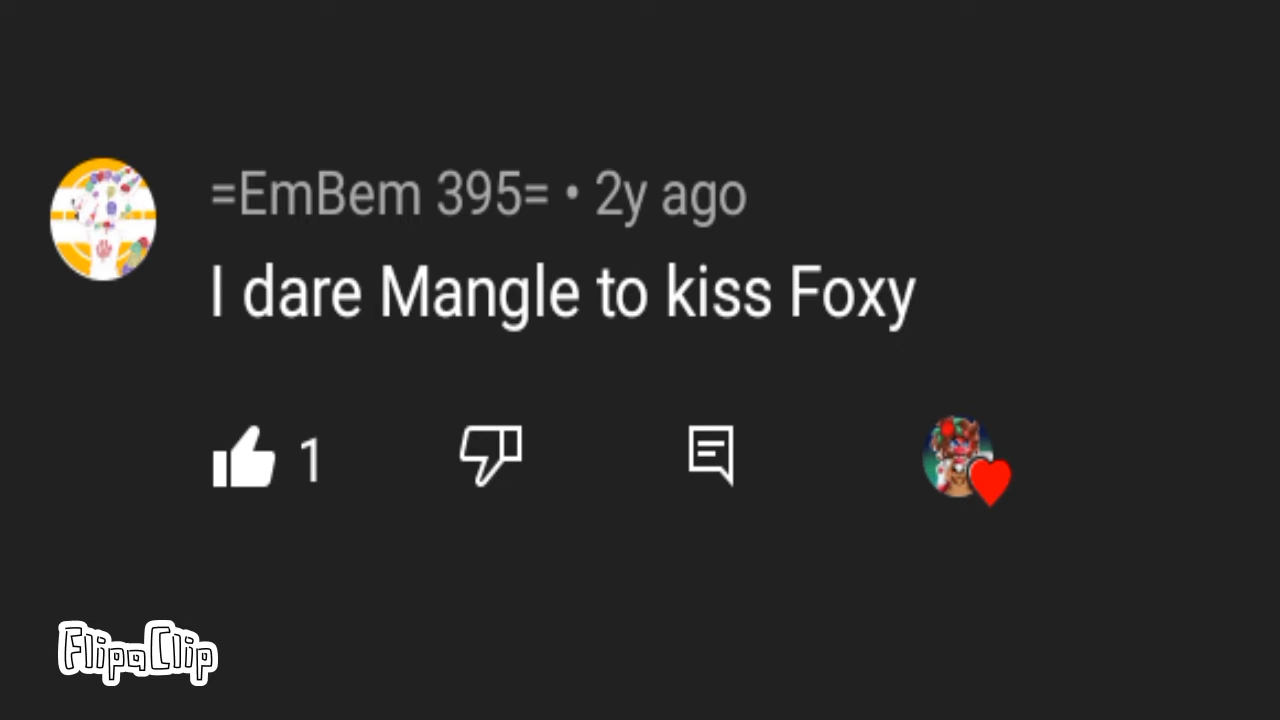 =EmBem 395= • 2y ago
I dare Mangle to kiss Foxy
1
FlipaClip